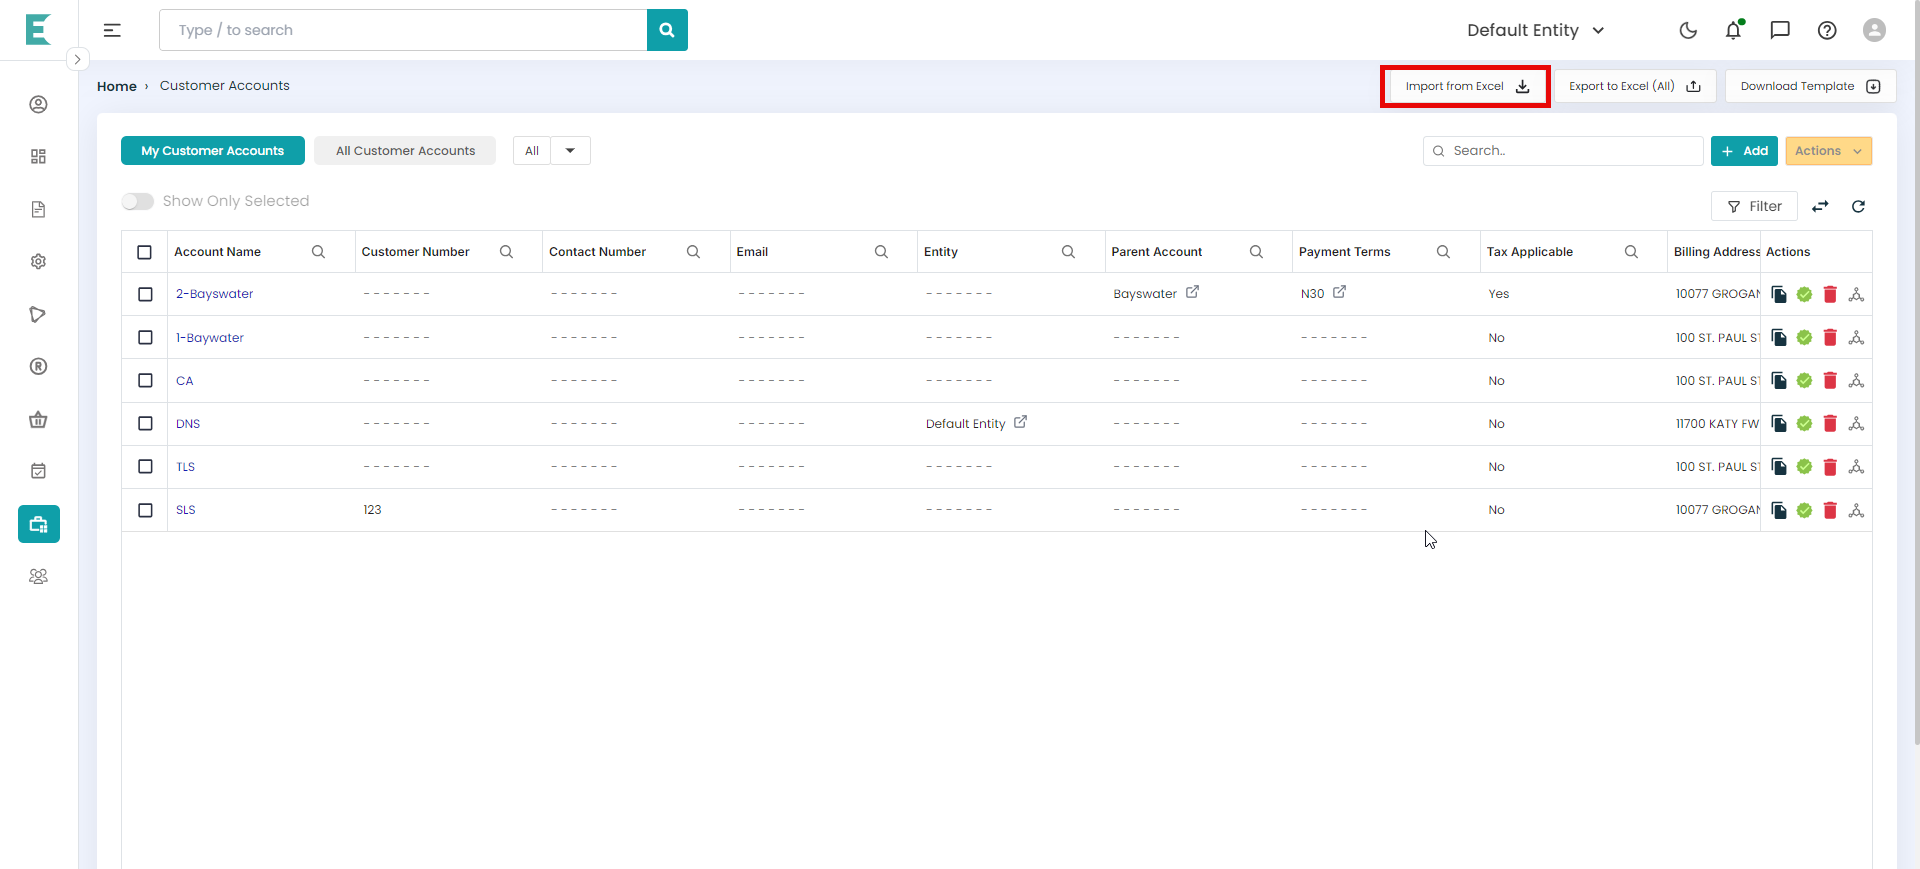 Type / to search
Default Entity
Home › Customer Accounts
Import from Excel
Export to Excel (All)
Download Template
My Customer Accounts
All Customer Accounts
All
Search..
+ Add
Actions
Show Only Selected
Filter
Account Name Customer Number Contact Number Email Entity Parent Account Payment Terms Tax Applicable Billing Address Actions
2-Bayswater ------- ------- ------- ------- Bayswater N30 Yes 10077 GROGAN
1-Baywater ------- ------- ------- ------- ------- ------- No 100 ST. PAUL ST
CA ------- ------- ------- ------- ------- ------- No 100 ST. PAUL ST
DNS ------- ------- ------- Default Entity ------- ------- No 11700 KATY FW
TLS ------- ------- ------- ------- ------- ------- No 100 ST. PAUL ST
SLS 123 ------- ------- ------- ------- ------- No 10077 GROGAN